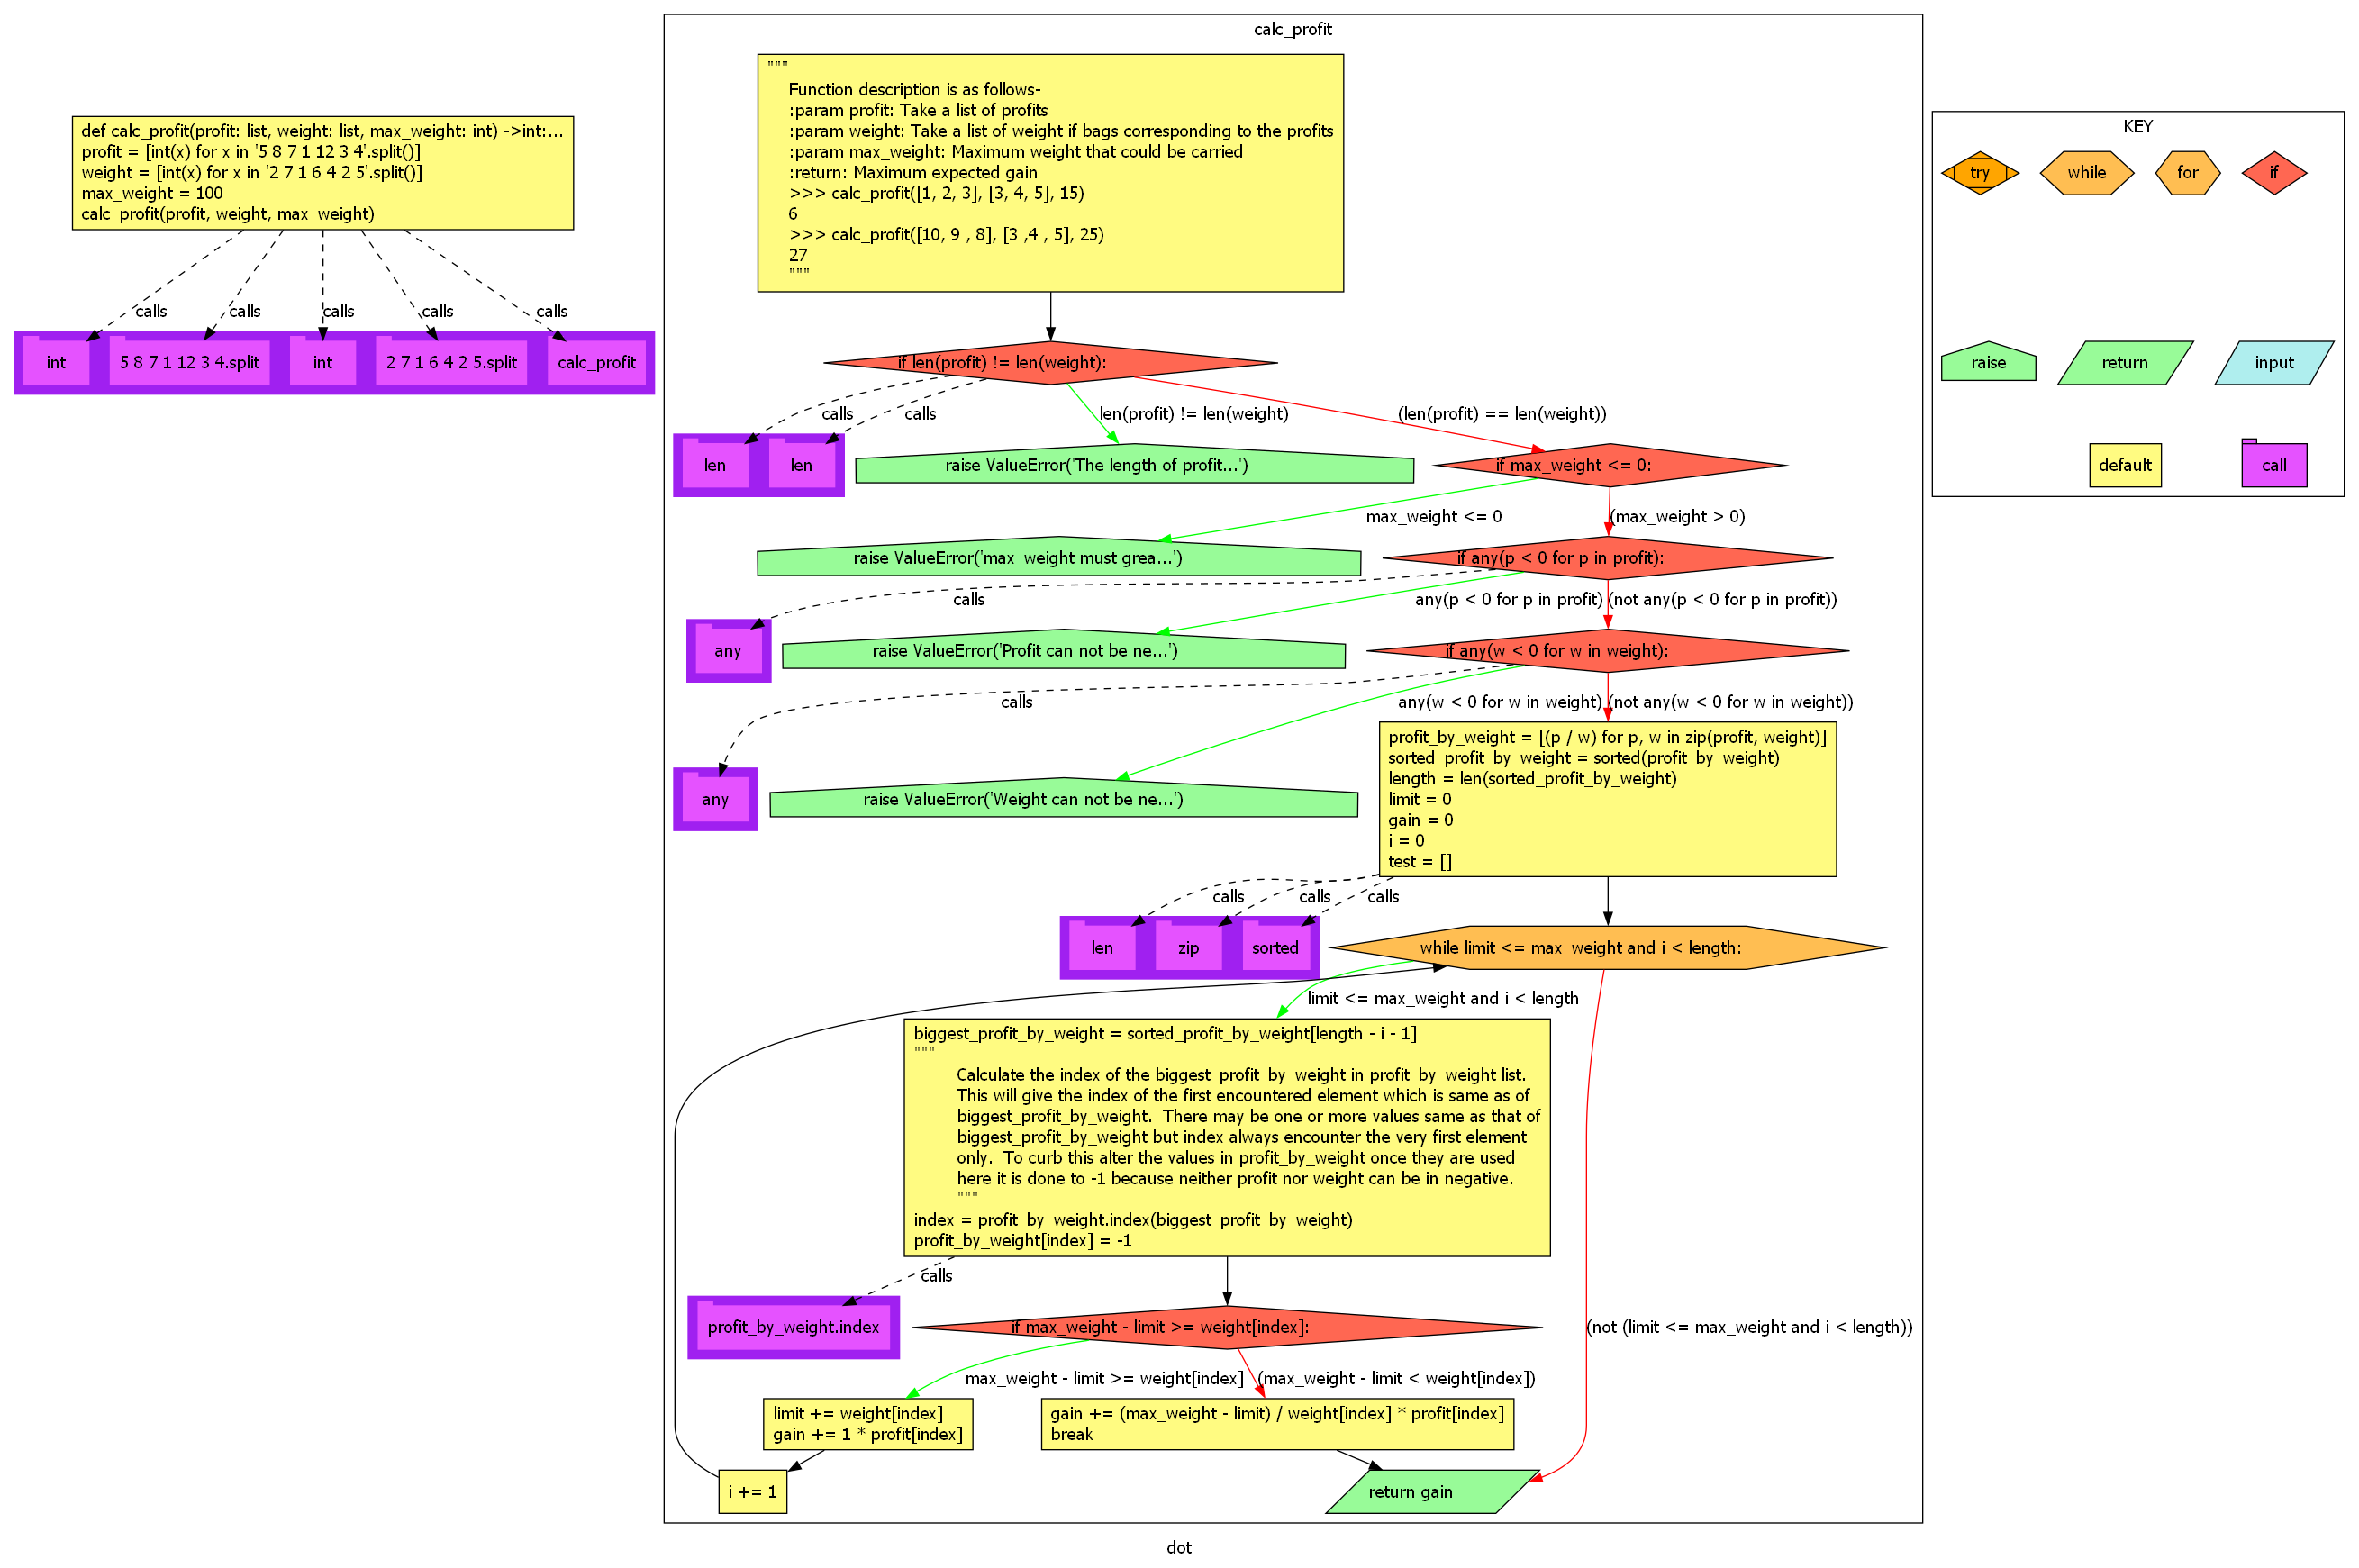 def calc_profit(profit: list, weight: list, max_weight: int) ->int:...
profit = [int(x) for x in '5 8 7 1 12 3 4'.split()]
weight = [int(x) for x in '2 7 1 6 4 2 5'.split()]
max_weight = 100
calc_profit(profit, weight, max_weight)
calls
calls
calls
calls
calls
int
5 8 7 1 12 3 4.split
int
2 7 1 6 4 2 5.split
calc_profit
calc_profit
"""
Function description is as follows-
:param profit: Take a list of profits
:param weight: Take a list of weight if bags corresponding to the profits
:param max_weight: Maximum weight that could be carried
:return: Maximum expected gain
>>> calc_profit([1, 2, 3], [3, 4, 5], 15)
6
>>> calc_profit([10, 9 , 8], [3 ,4 , 5], 25)
27
"""
if len(profit) != len(weight):
calls
calls
len(profit) != len(weight)
(len(profit) == len(weight))
len
len
raise ValueError('The length of profit...')
if max_weight <= 0:
max_weight <= 0
(max_weight > 0)
raise ValueError('max_weight must grea...')
if any(p < 0 for p in profit):
calls
any(p < 0 for p in profit)
(not any(p < 0 for p in profit))
any
raise ValueError('Profit can not be ne...')
if any(w < 0 for w in weight):
calls
any(w < 0 for w in weight)
(not any(w < 0 for w in weight))
any
raise ValueError('Weight can not be ne...')
profit_by_weight = [(p / w) for p, w in zip(profit, weight)]
sorted_profit_by_weight = sorted(profit_by_weight)
length = len(sorted_profit_by_weight)
limit = 0
gain = 0
i = 0
test = []
calls
calls
calls
len
zip
sorted
while limit <= max_weight and i < length:
limit <= max_weight and i < length
biggest_profit_by_weight = sorted_profit_by_weight[length - i - 1]
"""
Calculate the index of the biggest_profit_by_weight in profit_by_weight list.
This will give the index of the first encountered element which is same as of
biggest_profit_by_weight.  There may be one or more values same as that of
biggest_profit_by_weight but index always encounter the very first element
only.  To curb this alter the values in profit_by_weight once they are used
here it is done to -1 because neither profit nor weight can be in negative.
"""
index = profit_by_weight.index(biggest_profit_by_weight)
profit_by_weight[index] = -1
calls
profit_by_weight.index
if max_weight - limit >= weight[index]:
(not (limit <= max_weight and i < length))
max_weight - limit >= weight[index]
(max_weight - limit < weight[index])
limit += weight[index]
gain += 1 * profit[index]
gain += (max_weight - limit) / weight[index] * profit[index]
break
i += 1
return gain
KEY
try
while
for
if
raise
return
input
default
call
dot